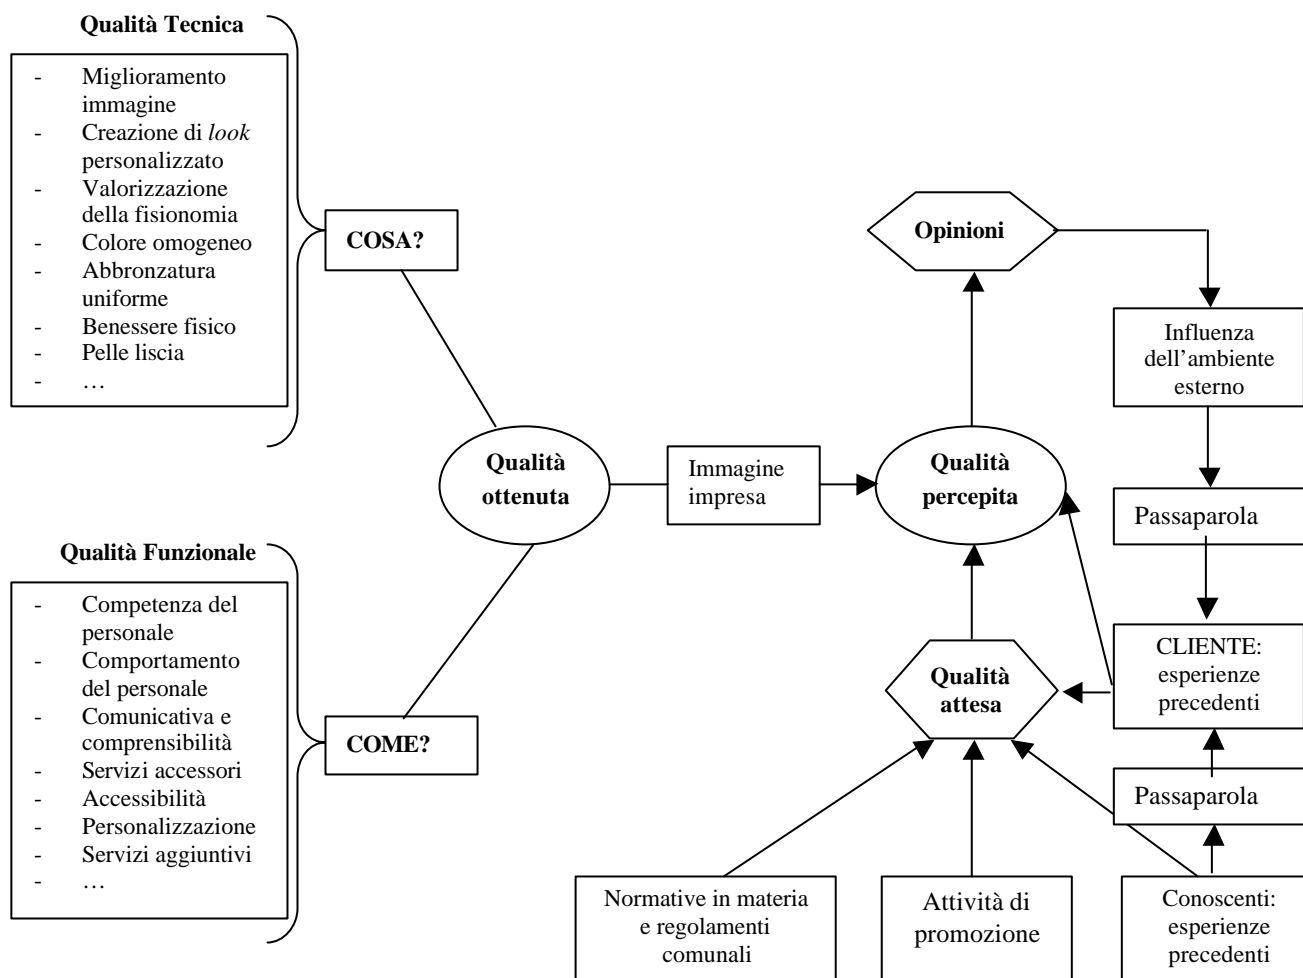 Qualità Tecnica
- Miglioramento
immagine
- Creazione di look
personalizzato
- Valorizzazione
della fisionomia
- Colore omogeneo
- Abbronzatura
uniforme
- Benessere fisico
- Pelle liscia
- …
COSA?
Qualità Funzionale
- Competenza del
personale
- Comportamento
del personale
- Comunicativa e
comprensibilità
- Servizi accessori
- Accessibilità
- Personalizzazione
- Servizi aggiuntivi
- …
COME?
Qualità
ottenuta
Immagine
impresa
Qualità
percepita
Opinioni
Influenza
dell’ambiente
esterno
Passaparola
CLIENTE:
esperienze
precedenti
Qualità
attesa
Passaparola
Normative in materia
e regolamenti
comunali
Attività di
promozione
Conoscenti:
esperienze
precedenti